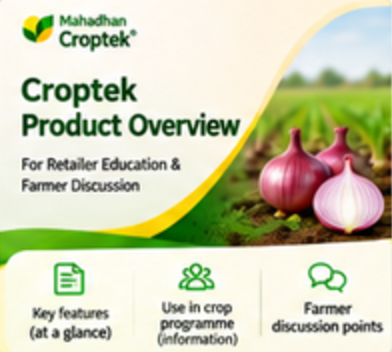 Mahadhan
Croptek®
Croptek
Product Overview
For Retailer Education &
Farmer Discussion
Key features
(at a glance)
Use in crop
programme
(information)
Farmer
discussion points